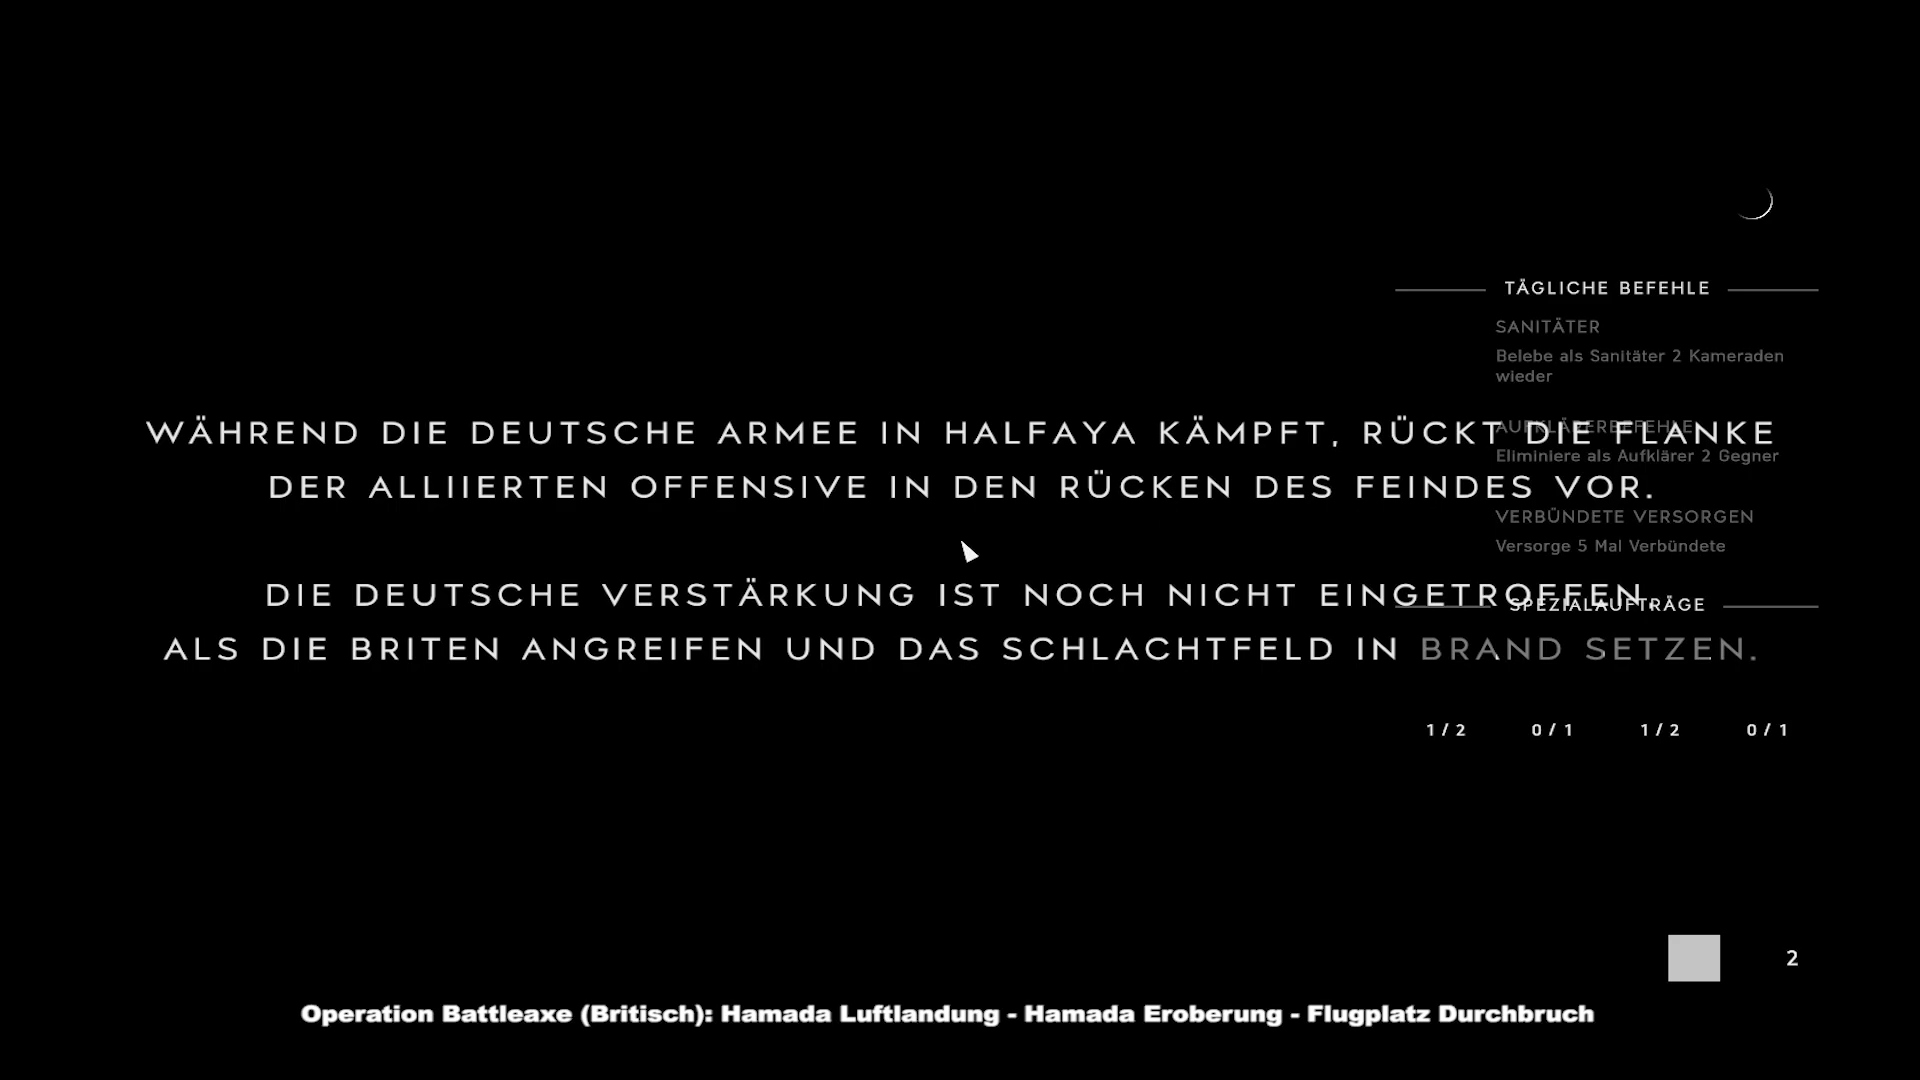 TÄGLICHE BEFEHLE
SANITÄTER
Belebe als Sanitäter 2 Kameraden
wieder
WÄHREND DIE DEUTSCHE ARMEE IN HALFAYA KÄMPFT, RÜCKT DIE FLANKE
DER ALLIIERTEN OFFENSIVE IN DEN RÜCKEN DES FEINDES VOR.
AUFKLÄRERBEFEHLE
Eliminiere als Aufklärer 2 Gegner
VERBÜNDETE VERSORGEN
Versorge 5 Mal Verbündete
DIE DEUTSCHE VERSTÄRKUNG IST NOCH NICHT EINGETROFFEN,
ALS DIE BRITEN ANGREIFEN UND DAS SCHLACHTFELD IN BRAND SETZEN.
SPEZIALAUFTRÄGE
1/2 0/1 1/2 0/1
2
Operation Battleaxe (Britisch): Hamada Luftlandung - Hamada Eroberung - Flugplatz Durchbruch